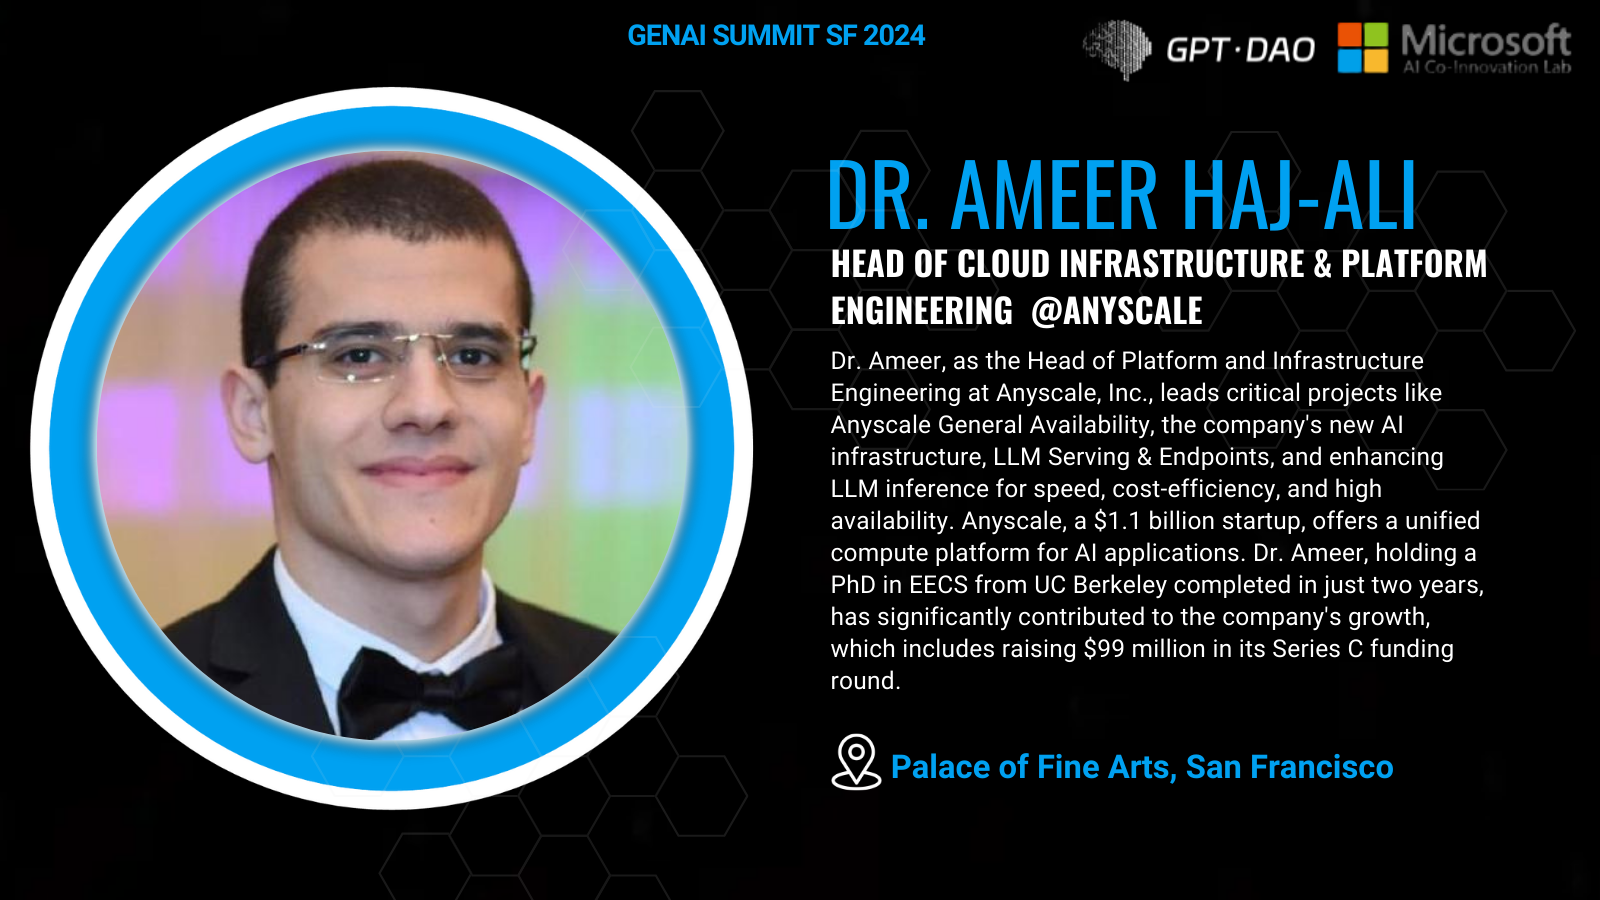 GENAI SUMMIT SF 2024
GPT·DAO
Microsoft
AI Co-Innovation Lab
DR. AMEER HAJ-ALI
HEAD OF CLOUD INFRASTRUCTURE & PLATFORM
ENGINEERING @ANYSCALE
Dr. Ameer, as the Head of Platform and Infrastructure
Engineering at Anyscale, Inc., leads critical projects like
Anyscale General Availability, the company's new AI
infrastructure, LLM Serving & Endpoints, and enhancing
LLM inference for speed, cost-efficiency, and high
availability. Anyscale, a $1.1 billion startup, offers a unified
compute platform for AI applications. Dr. Ameer, holding a
PhD in EECS from UC Berkeley completed in just two years,
has significantly contributed to the company's growth,
which includes raising $99 million in its Series C funding
round.
Palace of Fine Arts, San Francisco